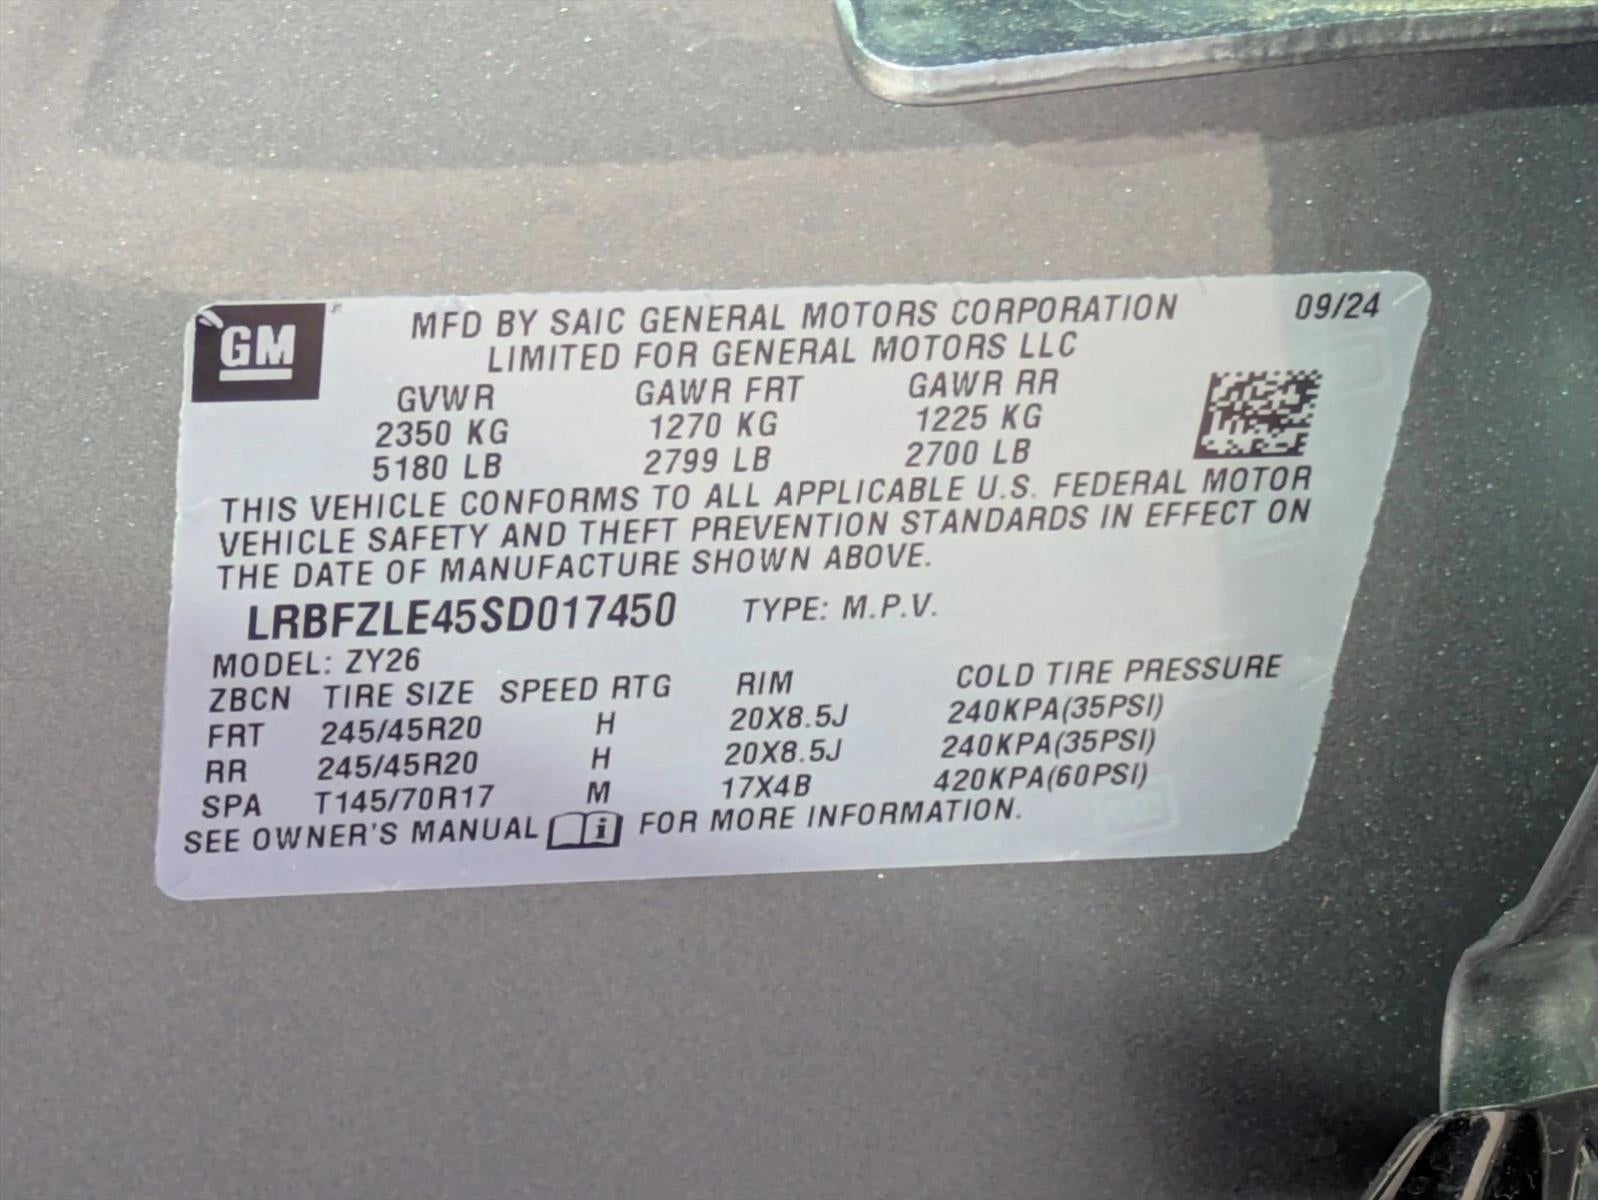 GM
MFD BY SAIC GENERAL MOTORS CORPORATION 09/24
LIMITED FOR GENERAL MOTORS LLC
GVWR GAWR FRT GAWR RR
2350 KG 1270 KG 1225 KG
5180 LB 2799 LB 2700 LB
THIS VEHICLE CONFORMS TO ALL APPLICABLE U.S. FEDERAL MOTOR
VEHICLE SAFETY AND THEFT PREVENTION STANDARDS IN EFFECT ON
THE DATE OF MANUFACTURE SHOWN ABOVE.
LRBFZLE45SD017450 TYPE: M.P.V.
MODEL: ZY26
ZBCN TIRE SIZE SPEED RTG RIM COLD TIRE PRESSURE
FRT 245/45R20 H 20X8.5J 240KPA(35PSI)
RR 245/45R20 H 20X8.5J 240KPA(35PSI)
SPA T145/70R17 M 17X4B 420KPA(60PSI)
SEE OWNER'S MANUAL i FOR MORE INFORMATION.